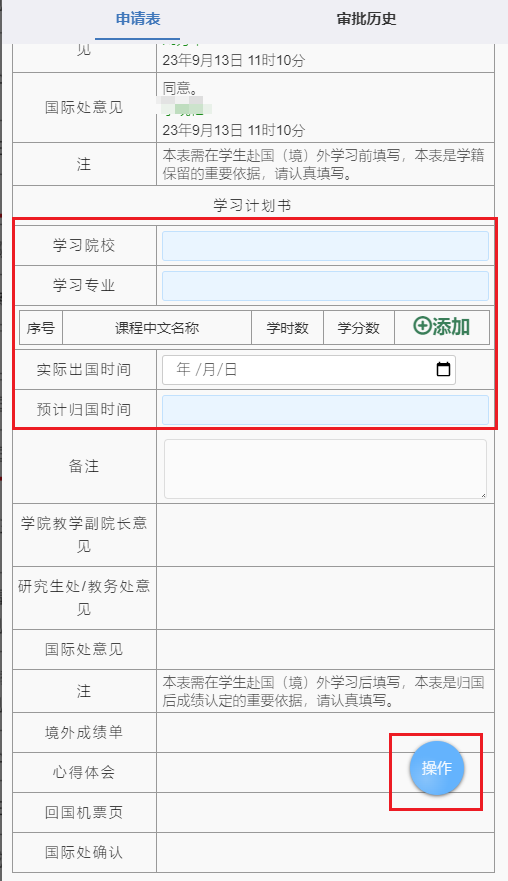 申请表 审批历史
见
23年9月13日 11时10分
国际处意见
同意。
23年9月13日 11时10分
注
本表需在学生赴国（境）外学习前填写，本表是学籍
保留的重要依据，请认真填写。
学习计划书
学习院校
学习专业
序号 课程中文名称 学时数 学分数 添加
实际出国时间 年 /月/日
预计归国时间
备注
学院教学副院长意
见
研究生处/教务处意
见
国际处意见
注
本表需在学生赴国（境）外学习后填写，本表是归国
后成绩认定的重要依据，请认真填写。
境外成绩单
心得体会
操作
回国机票页
国际处确认